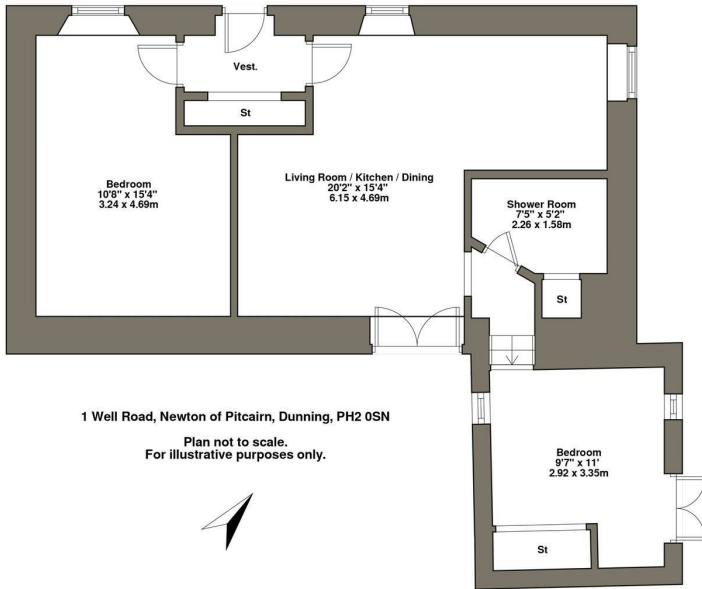 Vest.
St
Bedroom
10'8" x 15'4"
3.24 x 4.69m
Living Room / Kitchen / Dining
20'2" x 15'4"
6.15 x 4.69m
Shower Room
7'5" x 5'2"
2.26 x 1.58m
St
1 Well Road, Newton of Pitcairn, Dunning, PH2 0SN
Plan not to scale.
For illustrative purposes only.
Bedroom
9'7" x 11'
2.92 x 3.35m
St